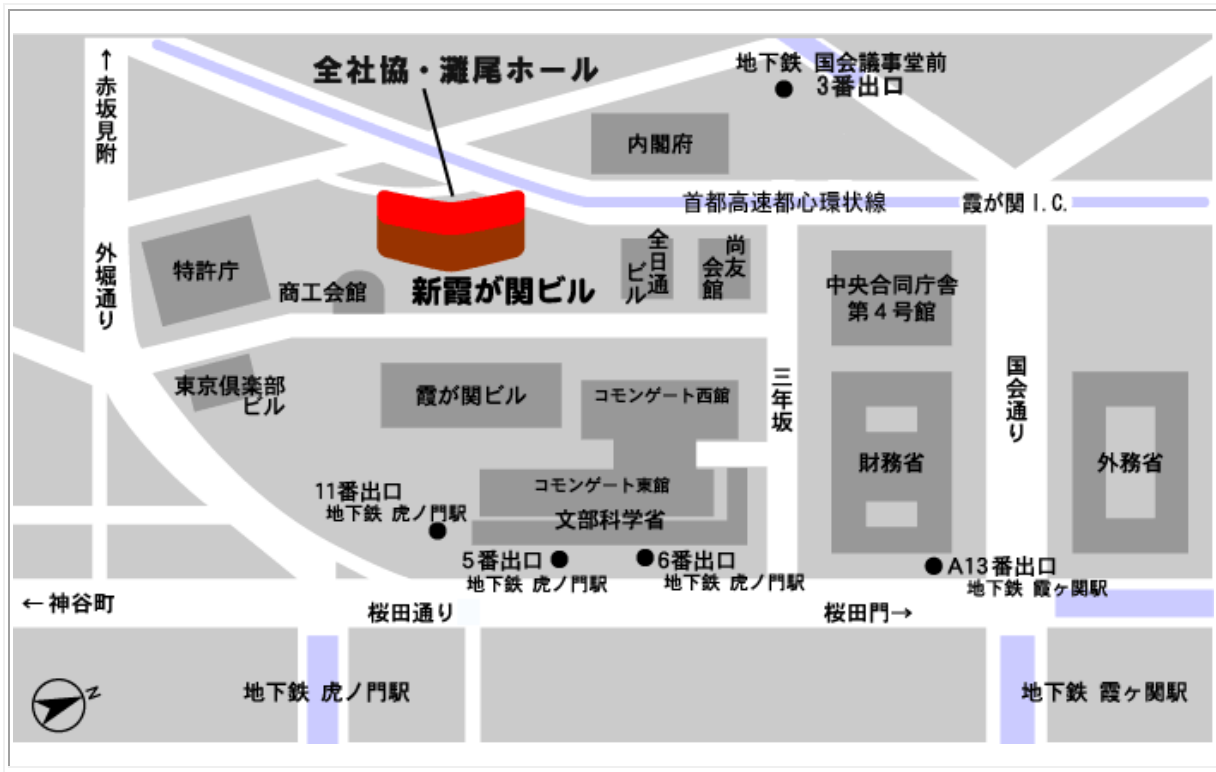 ↑赤坂見附
全社協・灘尾ホール
地下鉄 国会議事堂前
3番出口
内閣府
首都高速都心環状線
霞が関 I.C.
外堀通り
特許庁
商工会館
新霞が関ビル
全日通
ビル
尚友
会館
中央合同庁舎
第4号館
東京倶楽部
ビル
霞が関ビル
コモンゲート西館
三年坂
国会通り
財務省
外務省
コモンゲート東館
文部科学省
11番出口
地下鉄 虎ノ門駅
5番出口
地下鉄 虎ノ門駅
6番出口
地下鉄 虎ノ門駅
A13番出口
地下鉄 霞ヶ関駅
←神谷町
桜田通り
桜田門→
地下鉄 虎ノ門駅
地下鉄 霞ヶ関駅
N